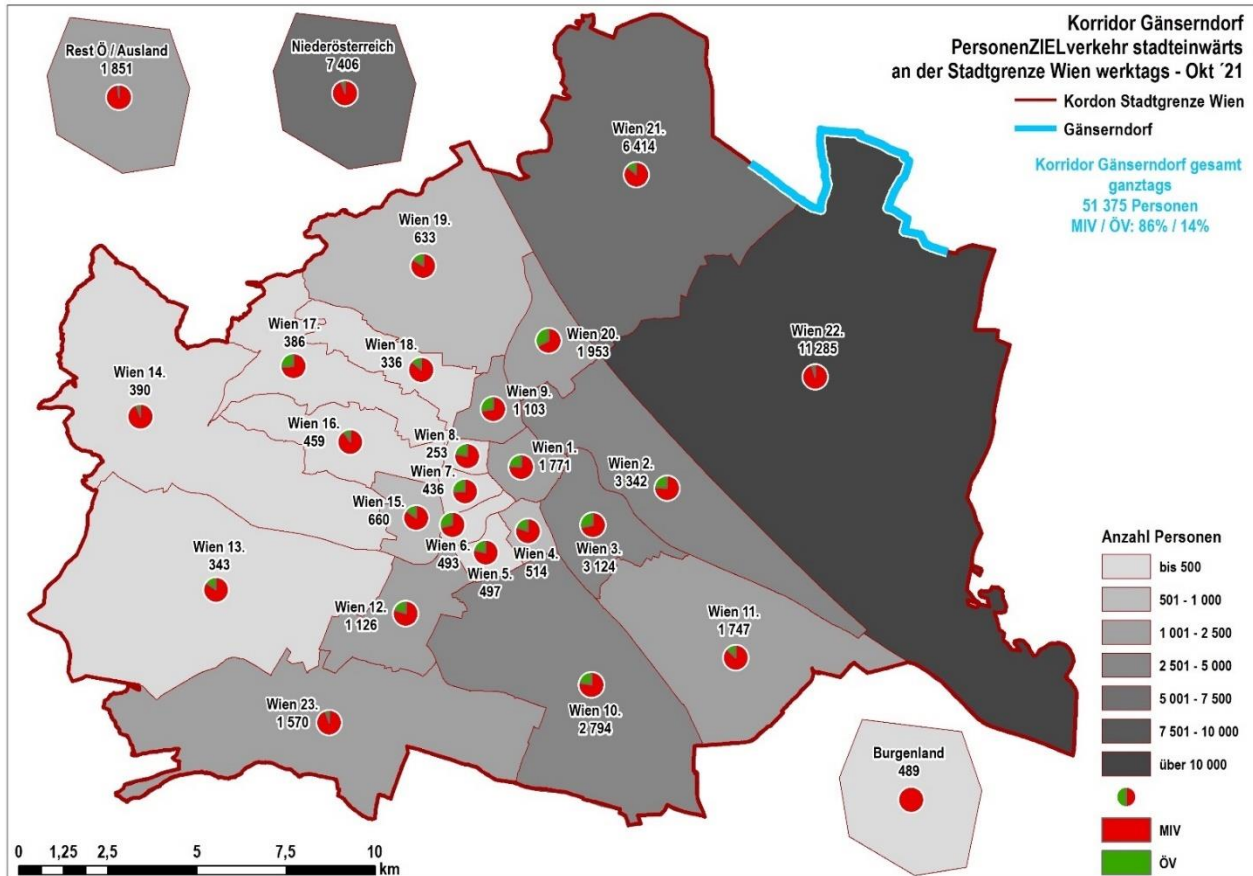 Korridor Gänserndorf
PersonenZIELverkehr stadteinwärts
an der Stadtgrenze Wien werktags - Okt ´21
Kordon Stadtgrenze Wien
Gänserndorf
Korridor Gänserndorf gesamt
ganztags
51 375 Personen
MIV / ÖV: 86% / 14%
Rest Ö / Ausland
1 851
Niederösterreich
7 406
Wien 21.
6 414
Wien 19.
633
Wien 20.
1 953
Wien 22.
11 285
Wien 17.
386
Wien 18.
336
Wien 14.
390
Wien 9.
1 103
Wien 16.
459
Wien 8.
253
Wien 1.
1 771
Wien 2.
3 342
Wien 7.
436
Wien 15.
660
Wien 6.
493
Wien 5.
497
Wien 4.
514
Wien 3.
3 124
Wien 13.
343
Wien 12.
1 126
Wien 11.
1 747
Wien 23.
1 570
Wien 10.
2 794
Burgenland
489
Anzahl Personen
bis 500
501 - 1 000
1 001 - 2 500
2 501 - 5 000
5 001 - 7 500
7 501 - 10 000
über 10 000
MIV
ÖV
0 1,25 2,5 5 7,5 10
km